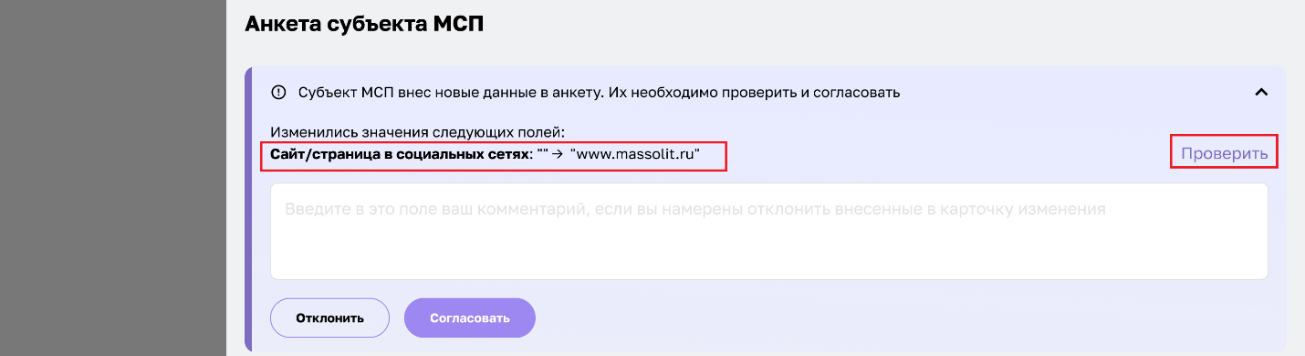 Анкета субъекта МСП
Субъект МСП внес новые данные в анкету. Их необходимо проверить и согласовать
Изменились значения следующих полей:
Сайт/страница в социальных сетях: "" → "www.massolit.ru"
Проверить
Введите в это поле ваш комментарий, если вы намерены отклонить внесенные в карточку изменения
Отклонить
Согласовать